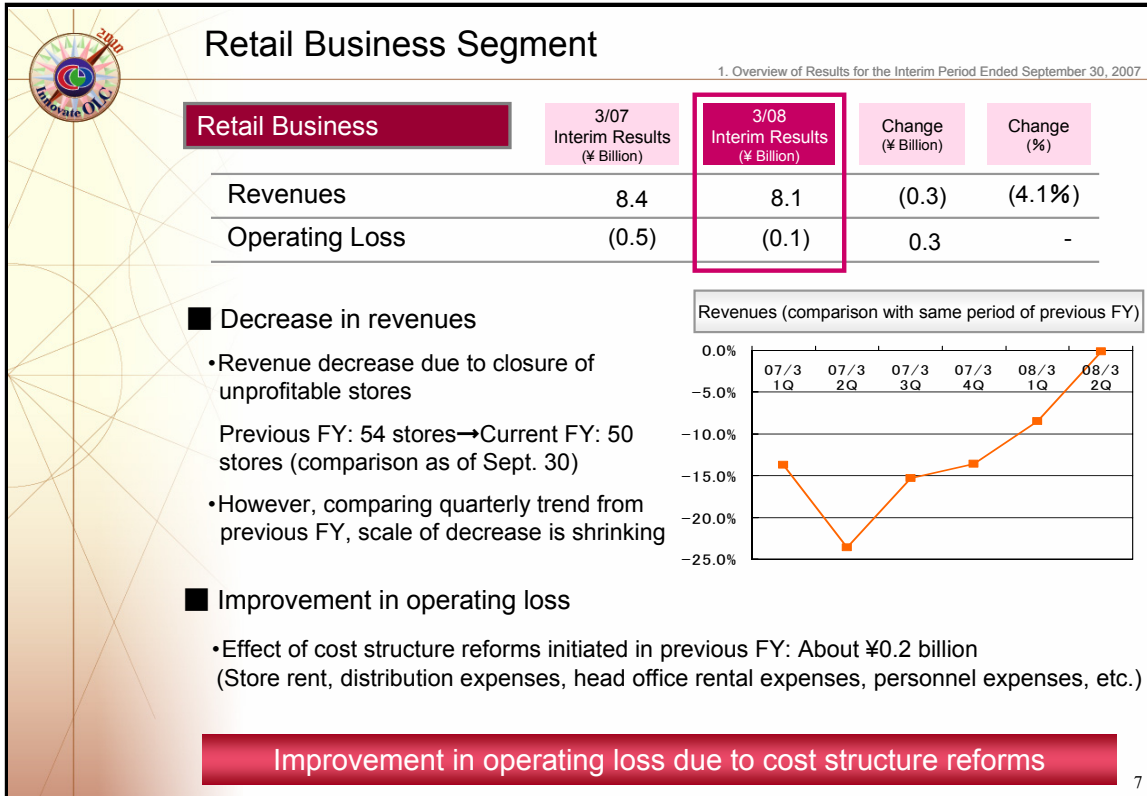 2010
Innovate OLC
Retail Business Segment
1. Overview of Results for the Interim Period Ended September 30, 2007
Retail Business
3/07
Interim Results
(¥ Billion)
3/08
Interim Results
(¥ Billion)
Change
(¥ Billion)
Change
(%)
Revenues 8.4 8.1 (0.3) (4.1%)
Operating Loss (0.5) (0.1) 0.3 -
■ Decrease in revenues
・Revenue decrease due to closure of
unprofitable stores
Previous FY: 54 stores→Current FY: 50
stores (comparison as of Sept. 30)
・However, comparing quarterly trend from
previous FY, scale of decrease is shrinking
Revenues (comparison with same period of previous FY)
0.0%
−5.0%
−10.0%
−15.0%
−20.0%
−25.0%
07/3 07/3 07/3 07/3 08/3 08/3
1Q 2Q 3Q 4Q 1Q 2Q
■ Improvement in operating loss
・Effect of cost structure reforms initiated in previous FY: About ¥0.2 billion
(Store rent, distribution expenses, head office rental expenses, personnel expenses, etc.)
Improvement in operating loss due to cost structure reforms
7